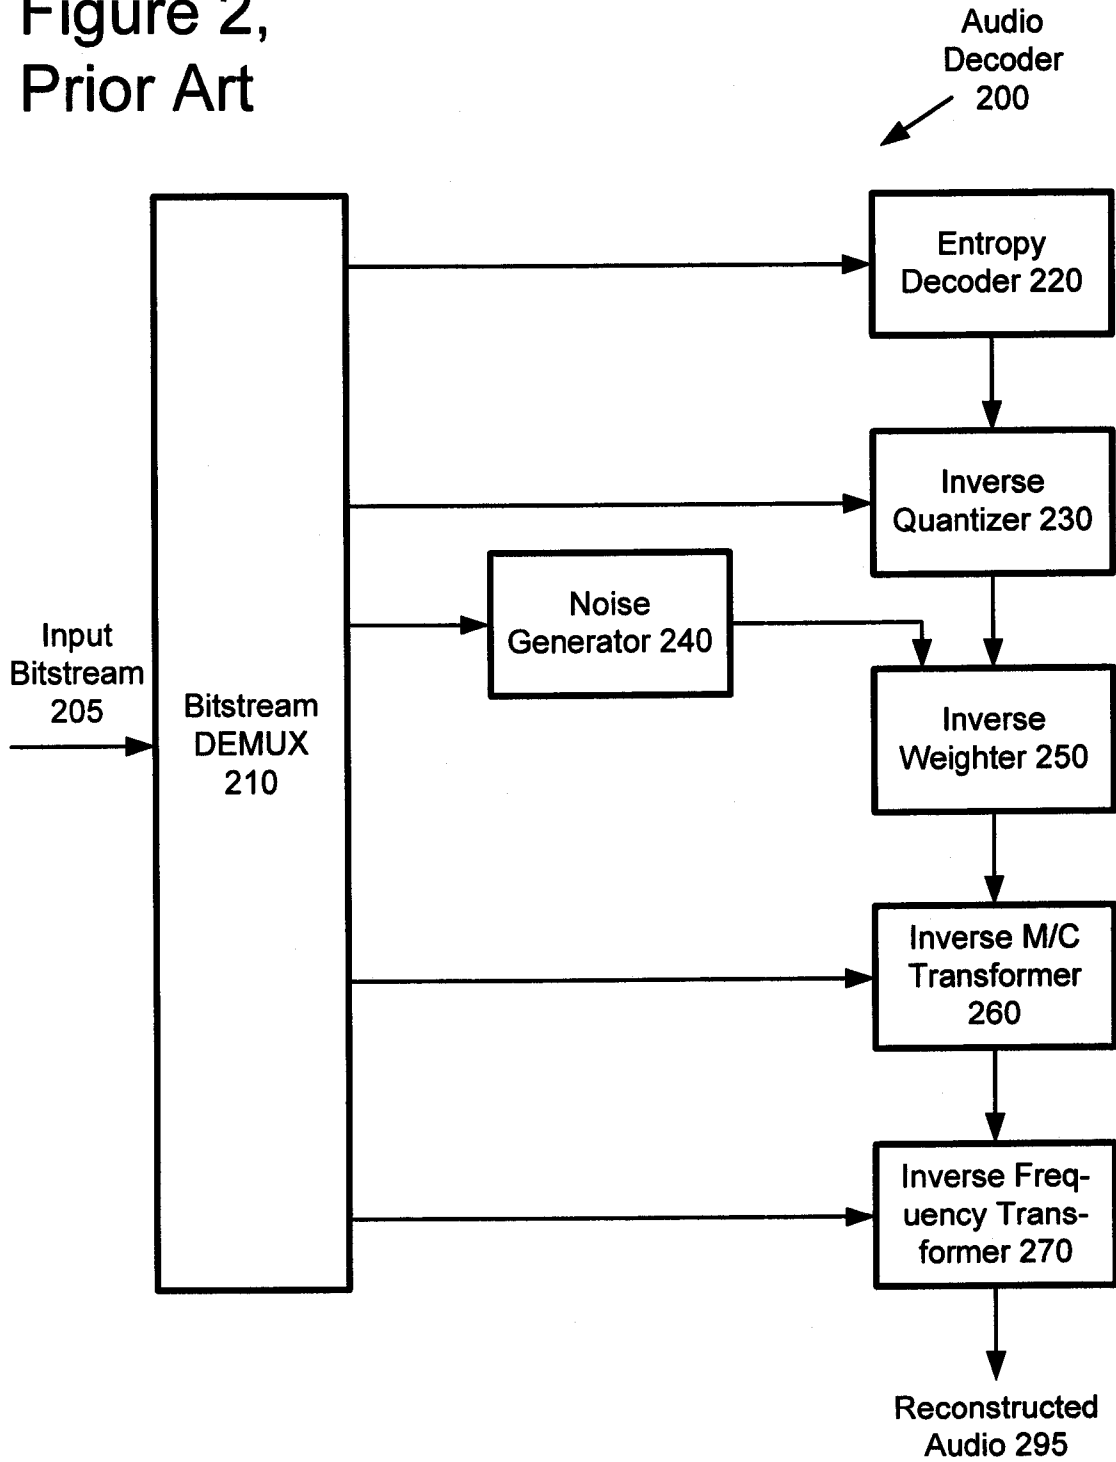 Figure 2,
Prior Art
Audio
Decoder
200
Entropy
Decoder 220
Inverse
Quantizer 230
Noise
Generator 240
Input
Bitstream
205
Bitstream
DEMUX
210
Inverse
Weighter 250
Inverse M/C
Transformer
260
Inverse Freq-
uency Trans-
former 270
Reconstructed
Audio 295